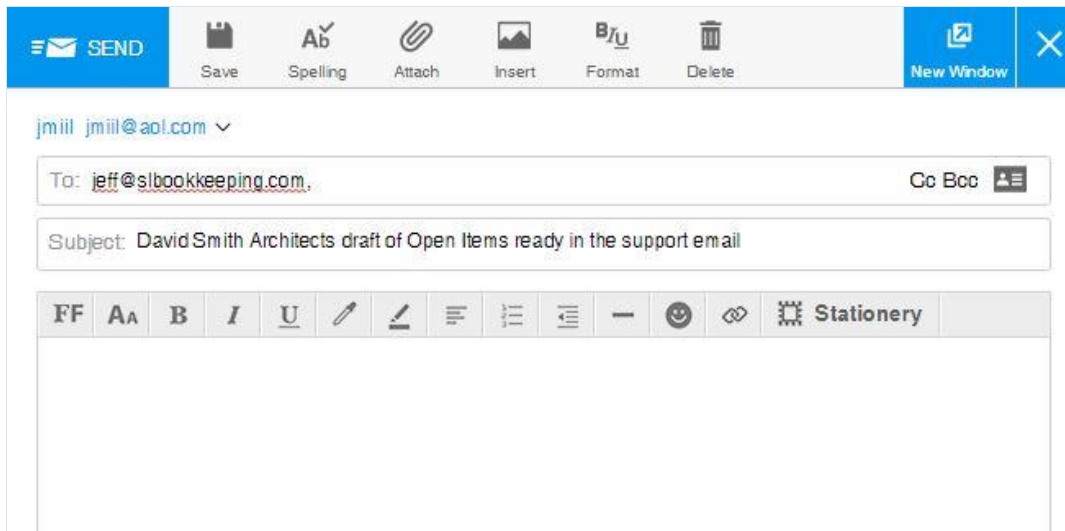 SEND
Save Spelling Attach Insert Format Delete New Window
jmiil jmiil@aol.com
To: jeff@slbookkeeping.com, Cc Bcc
Subject: David Smith Architects draft of Open Items ready in the support email
FF AA B I U Stationery